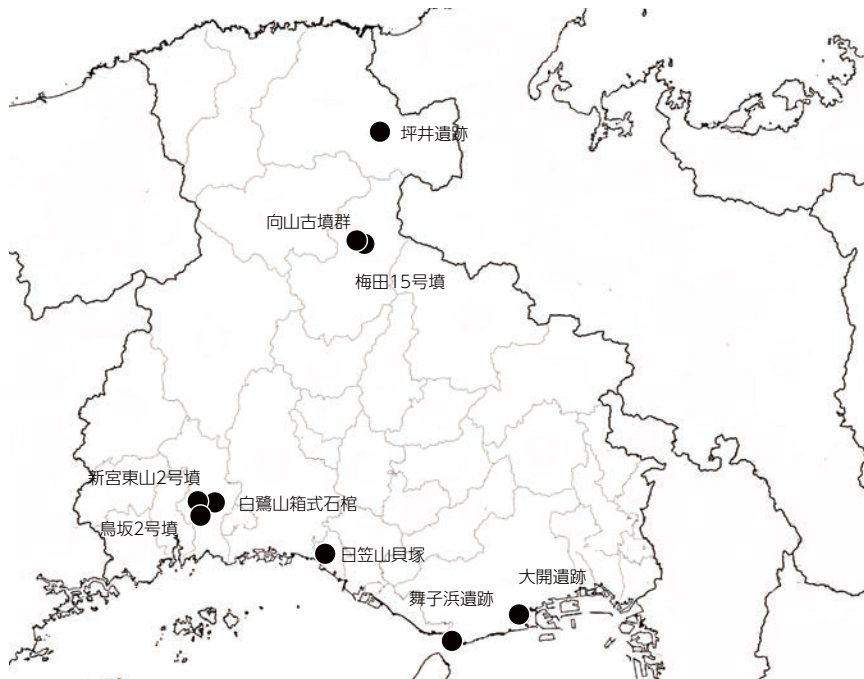 坪井遺跡
向山古墳群
梅田15号墳
新宮東山2号墳
白鷺山箱式石棺
鳥坂2号墳
日笠山貝塚
大開遺跡
舞子浜遺跡